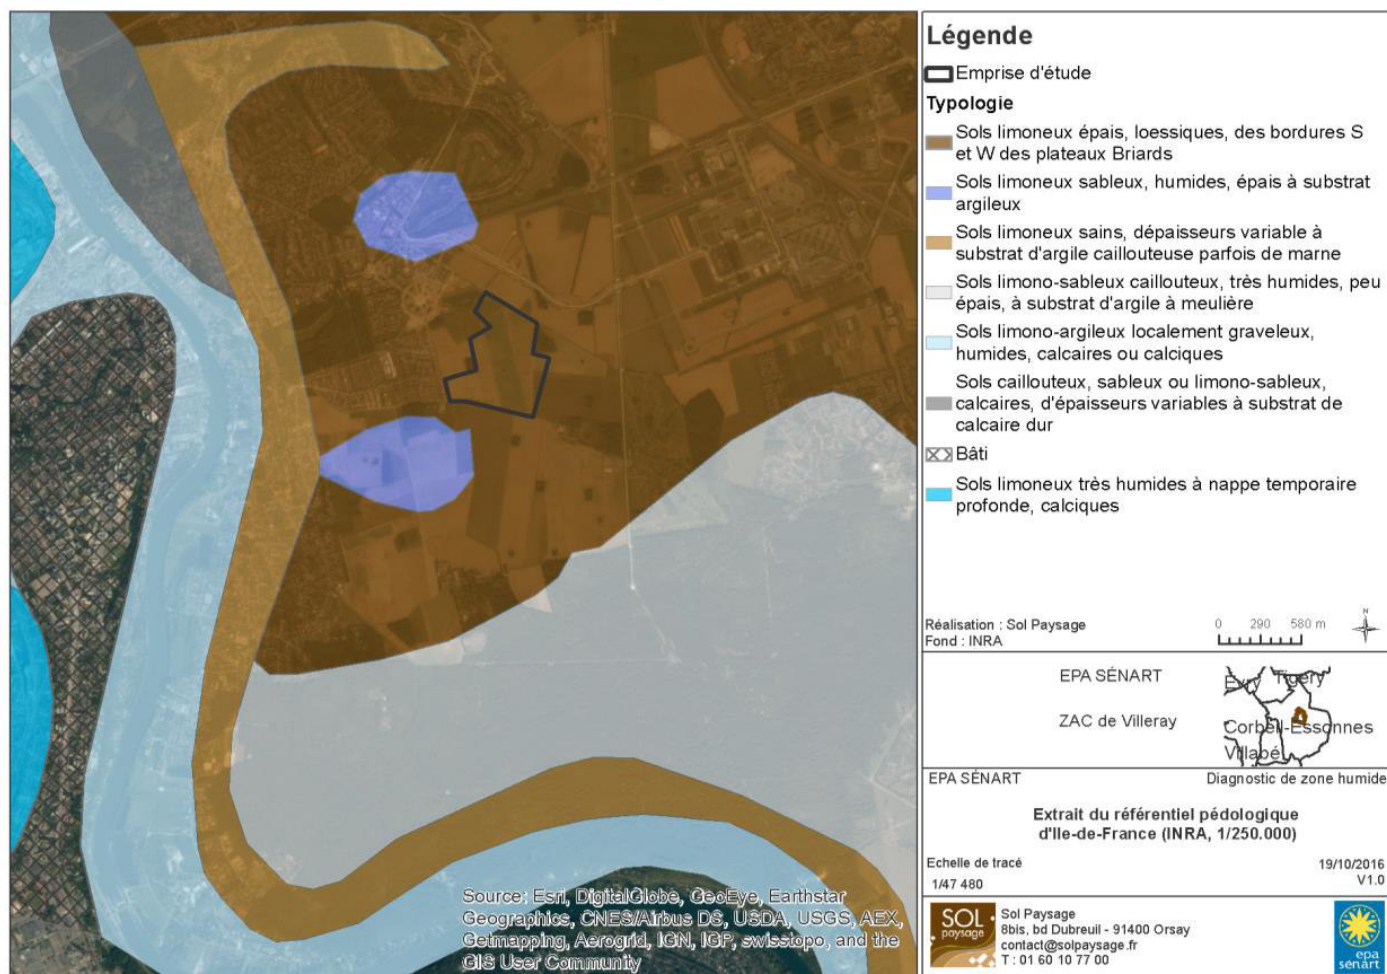 Légende
Emprise d'étude
Typologie
Sols limoneux épais, loessiques, des bordures S
et W des plateaux Briards
Sols limoneux sableux, humides, épais à substrat
argileux
Sols limoneux sains, dépaisseurs variable à
substrat d'argile caillouteuse parfois de marne
Sols limono-sableux caillouteux, très humides, peu
épais, à substrat d'argile à meulière
Sols limono-argileux localement graveleux,
humides, calcaires ou calciques
Sols caillouteux, sableux ou limono-sableux,
calcaires, d'épaisseurs variables à substrat de
calcaire dur
Bâti
Sols limoneux très humides à nappe temporaire
profonde, calciques
Réalisation : Sol Paysage
Fond : INRA
0 290 580 m
N
EPA SÉNART
ZAC de Villeray
Evry Tigery
Corbeil-Essonnes
Villabé
EPA SÉNART
Diagnostic de zone humide
Extrait du référentiel pédologique
d'Ile-de-France (INRA, 1/250.000)
Echelle de tracé
1/47 480
19/10/2016
V1.0
SOL
paysage
Sol Paysage
8bis, bd Dubreuil - 91400 Orsay
contact@solpaysage.fr
T : 01 60 10 77 00
epa
sénart
Source: Esri, DigitalGlobe, GeoEye, Earthstar
Geographics, CNES/Airbus DS, USDA, USGS, AEX,
Getmapping, Aerogrid, IGN, IGP, swisstopo, and the
GIS User Community